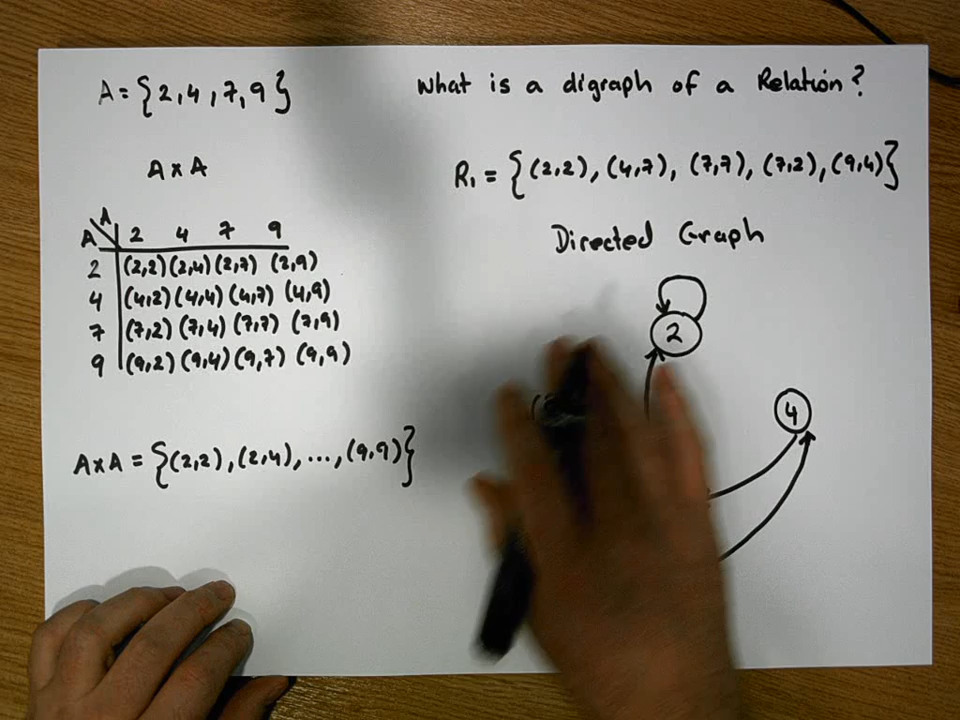 A = {2,4,7,9}
What is a digraph of a Relation?
A x A
R₁ = {(2,2), (4,7), (7,7), (7,2), (9,4)}
A
A 2 4 7 9
2 (2,2) (2,4) (2,7) (2,9)
4 (4,2) (4,4) (4,7) (4,9)
7 (7,2) (7,4) (7,7) (7,9)
9 (9,2) (9,4) (9,7) (9,9)
Directed Graph
2
4
AxA = {(2,2), (2,4), ..., (9,9)}